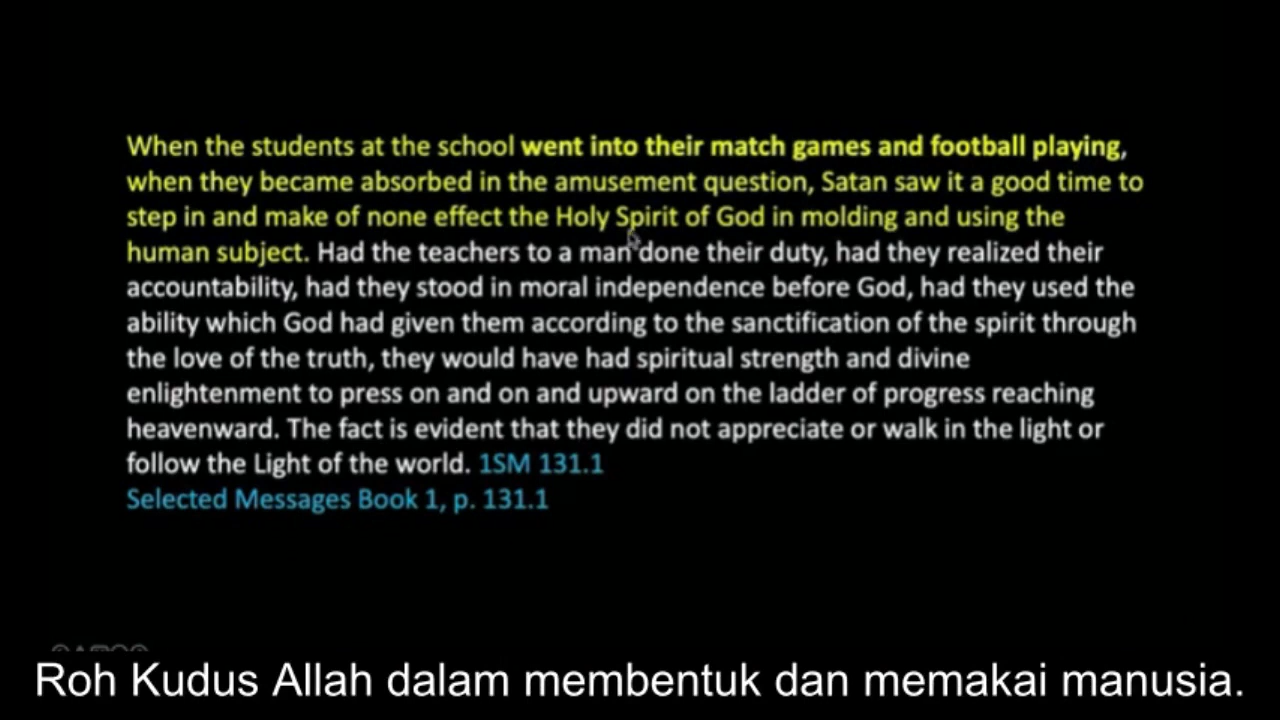 When the students at the school went into their match games and football playing,
when they became absorbed in the amusement question, Satan saw it a good time to
step in and make of none effect the Holy Spirit of God in molding and using the
human subject. Had the teachers to a man done their duty, had they realized their
accountability, had they stood in moral independence before God, had they used the
ability which God had given them according to the sanctification of the spirit through
the love of the truth, they would have had spiritual strength and divine
enlightenment to press on and on and upward on the ladder of progress reaching
heavenward. The fact is evident that they did not appreciate or walk in the light or
follow the Light of the world. 1SM 131.1
Selected Messages Book 1, p. 131.1
Roh Kudus Allah dalam membentuk dan memakai manusia.